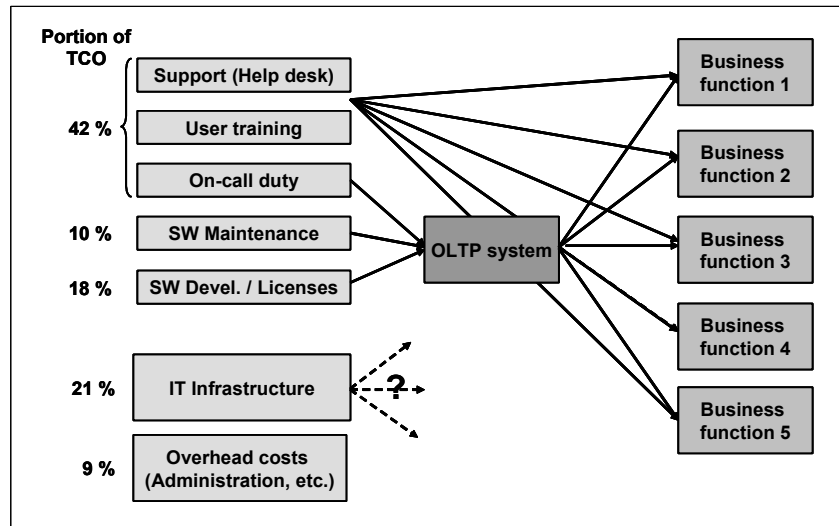 Portion of
TCO
Support (Help desk)
42 %
User training
On-call duty
10 %
SW Maintenance
18 %
SW Devel. / Licenses
21 %
IT Infrastructure
?
9 %
Overhead costs
(Administration, etc.)
OLTP system
Business
function 1
Business
function 2
Business
function 3
Business
function 4
Business
function 5